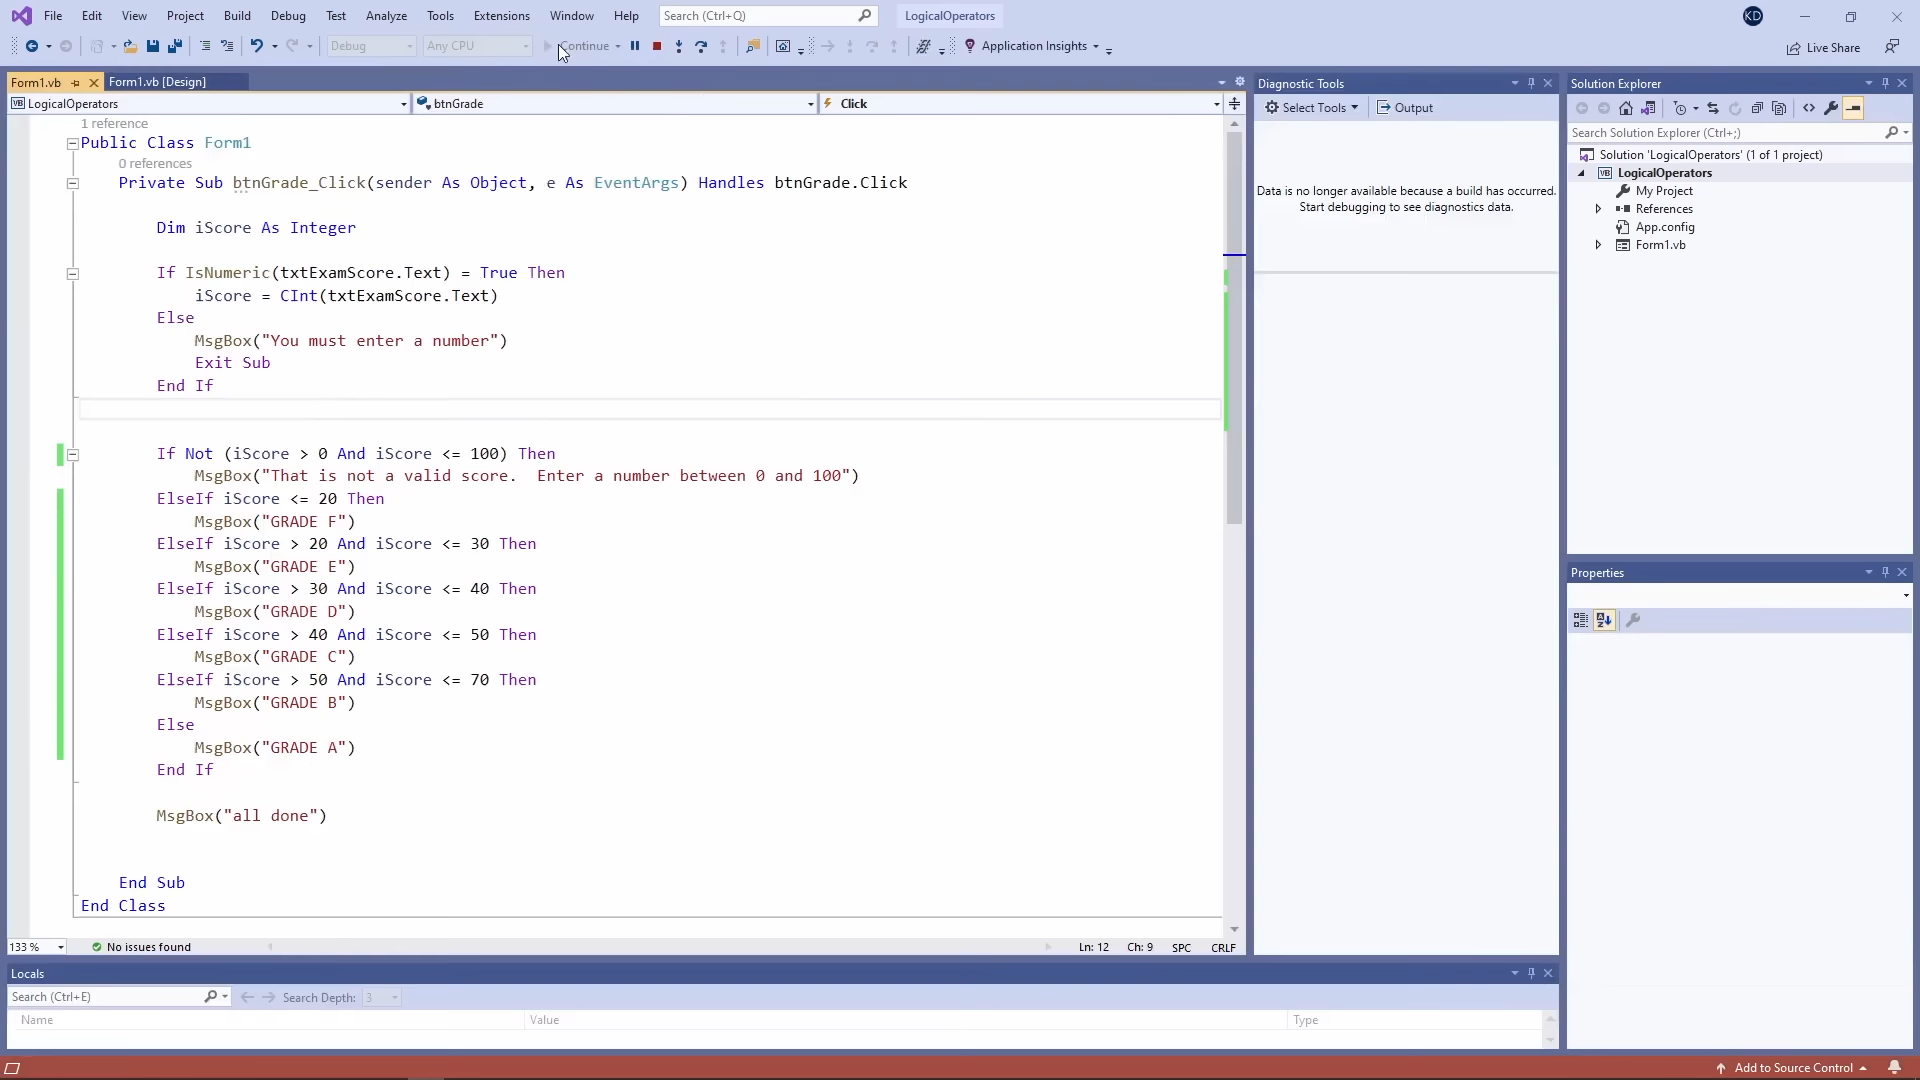 File Edit View Project Build Debug Test Analyze Tools Extensions Window Help Search (Ctrl+Q) LogicalOperators KD
Debug Any CPU Continue Application Insights Live Share
Form1.vb Form1.vb [Design]
LogicalOperators btnGrade Click
1 reference
Public Class Form1
0 references
Private Sub btnGrade_Click(sender As Object, e As EventArgs) Handles btnGrade.Click
Dim iScore As Integer
If IsNumeric(txtExamScore.Text) = True Then
iScore = CInt(txtExamScore.Text)
Else
MsgBox("You must enter a number")
Exit Sub
End If
If Not (iScore > 0 And iScore <= 100) Then
MsgBox("That is not a valid score.  Enter a number between 0 and 100")
ElseIf iScore <= 20 Then
MsgBox("GRADE F")
ElseIf iScore > 20 And iScore <= 30 Then
MsgBox("GRADE E")
ElseIf iScore > 30 And iScore <= 40 Then
MsgBox("GRADE D")
ElseIf iScore > 40 And iScore <= 50 Then
MsgBox("GRADE C")
ElseIf iScore > 50 And iScore <= 70 Then
MsgBox("GRADE B")
Else
MsgBox("GRADE A")
End If
MsgBox("all done")
End Sub
End Class
133 % No issues found Ln: 12 Ch: 9 SPC CRLF
Diagnostic Tools
Select Tools Output
Data is no longer available because a build has occurred.
Start debugging to see diagnostics data.
Solution Explorer
Search Solution Explorer (Ctrl+;)
Solution 'LogicalOperators' (1 of 1 project)
VB LogicalOperators
My Project
References
App.config
Form1.vb
Properties
Locals
Search (Ctrl+E) Search Depth: 3
Name Value Type
Add to Source Control